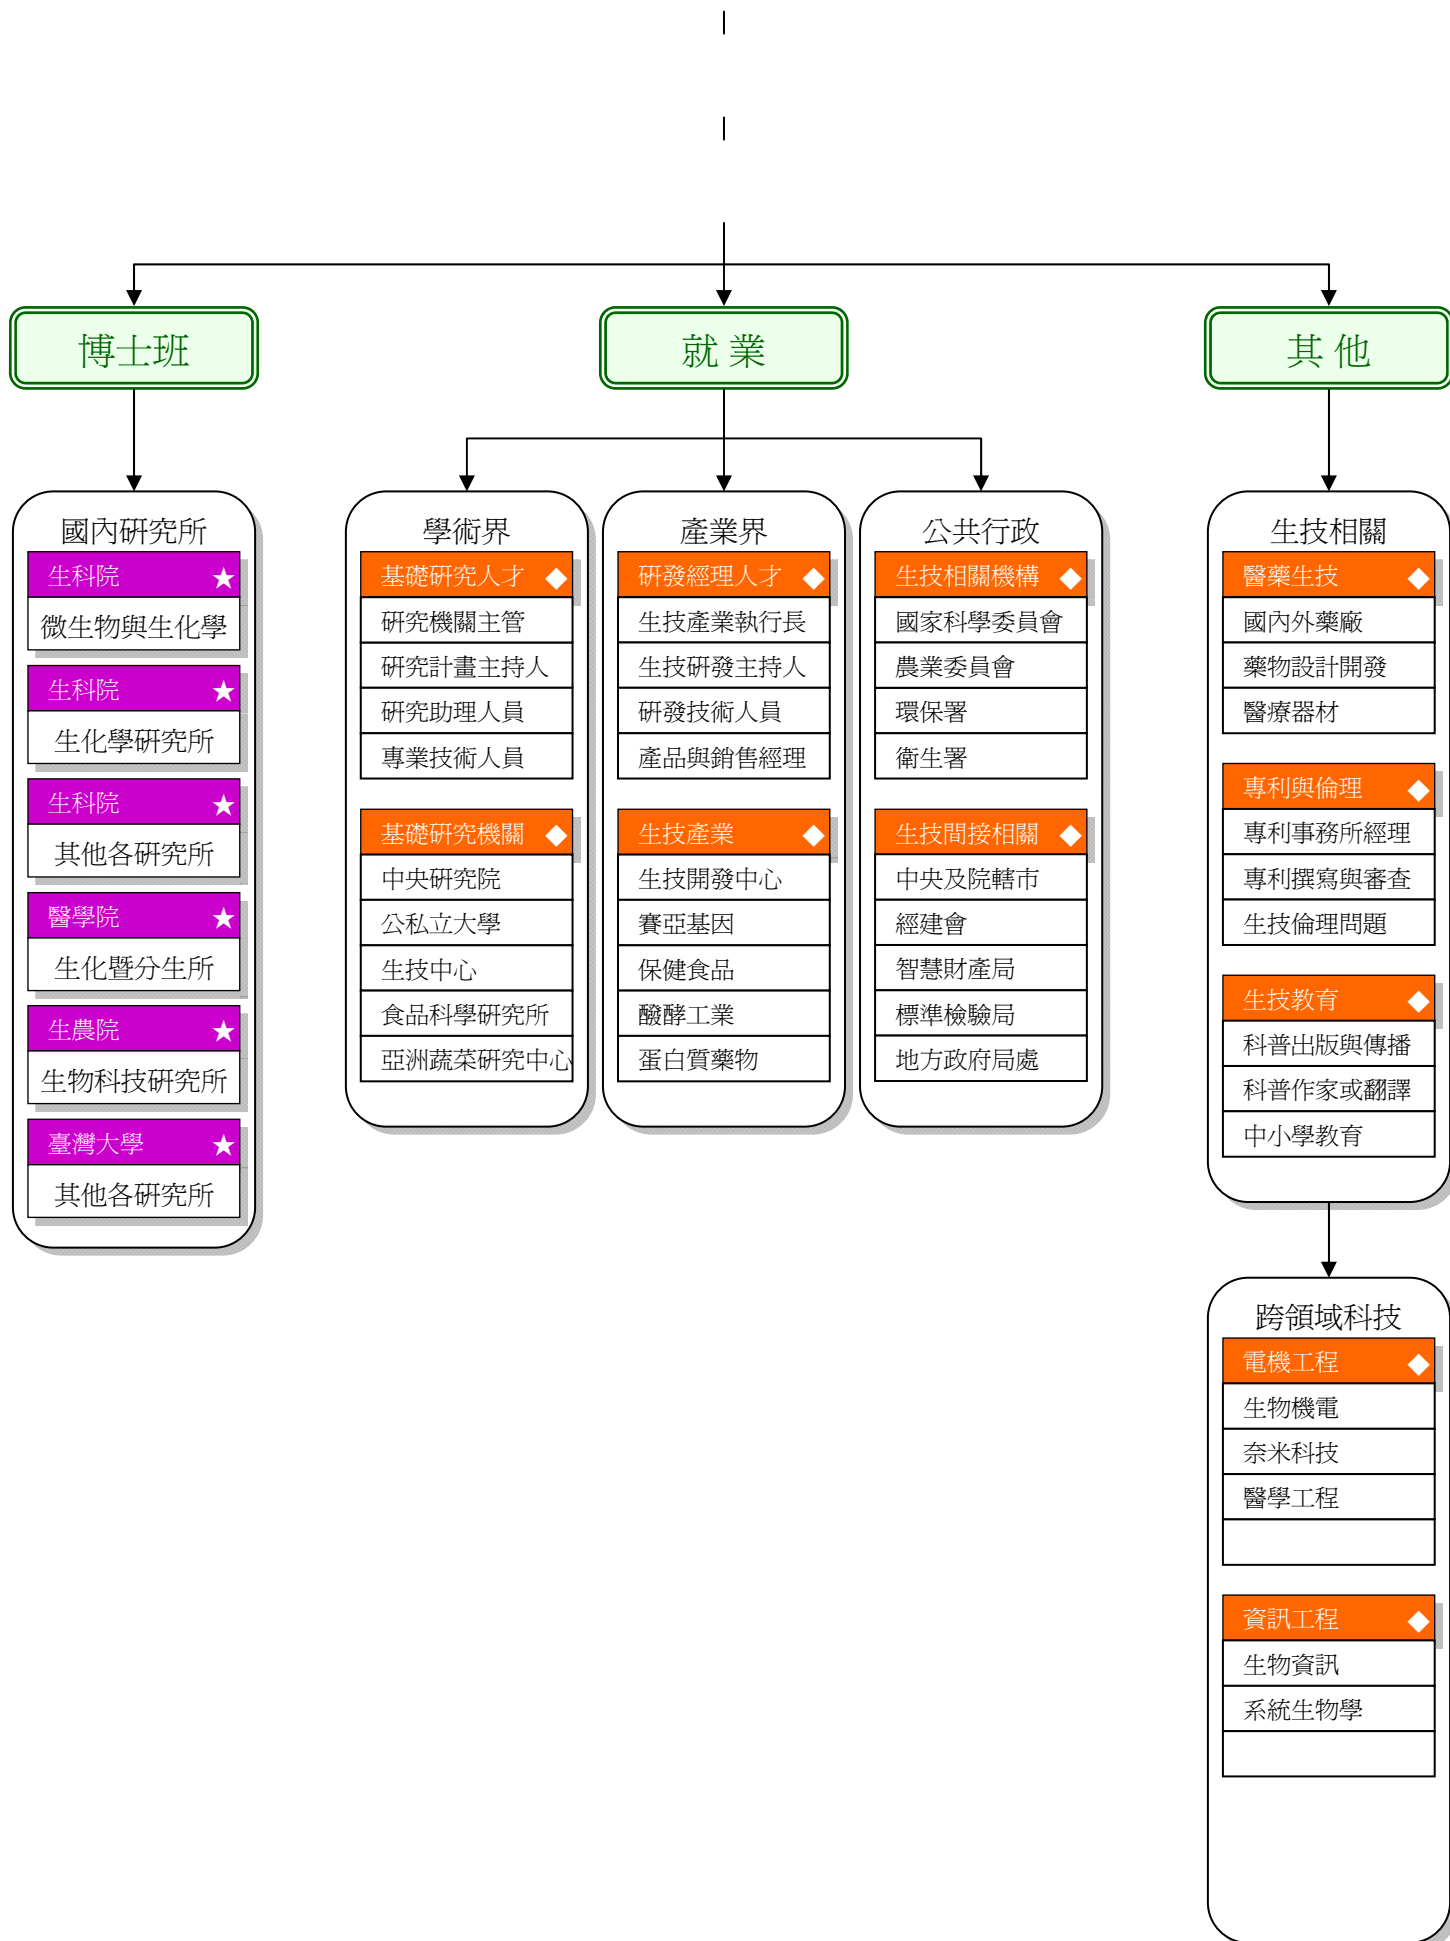 博士班
就 業
其 他
國內研究所
生科院 ★
微生物與生化學
生科院 ★
生化學研究所
生科院 ★
其他各研究所
醫學院 ★
生化暨分生所
生農院 ★
生物科技研究所
臺灣大學 ★
其他各研究所
學術界
基礎研究人才 ◆
研究機關主管
研究計畫主持人
研究助理人員
專業技術人員
基礎研究機關 ◆
中央研究院
公私立大學
生技中心
食品科學研究所
亞洲蔬菜研究中心
產業界
研發經理人才 ◆
生技產業執行長
生技研發主持人
研發技術人員
產品與銷售經理
生技產業 ◆
生技開發中心
賽亞基因
保健食品
醱酵工業
蛋白質藥物
公共行政
生技相關機構 ◆
國家科學委員會
農業委員會
環保署
衛生署
生技間接相關 ◆
中央及院轄市
經建會
智慧財產局
標準檢驗局
地方政府局處
生技相關
醫藥生技 ◆
國內外藥廠
藥物設計開發
醫療器材
專利與倫理 ◆
專利事務所經理
專利撰寫與審查
生技倫理問題
生技教育 ◆
科普出版與傳播
科普作家或翻譯
中小學教育
跨領域科技
電機工程 ◆
生物機電
奈米科技
醫學工程
資訊工程 ◆
生物資訊
系統生物學